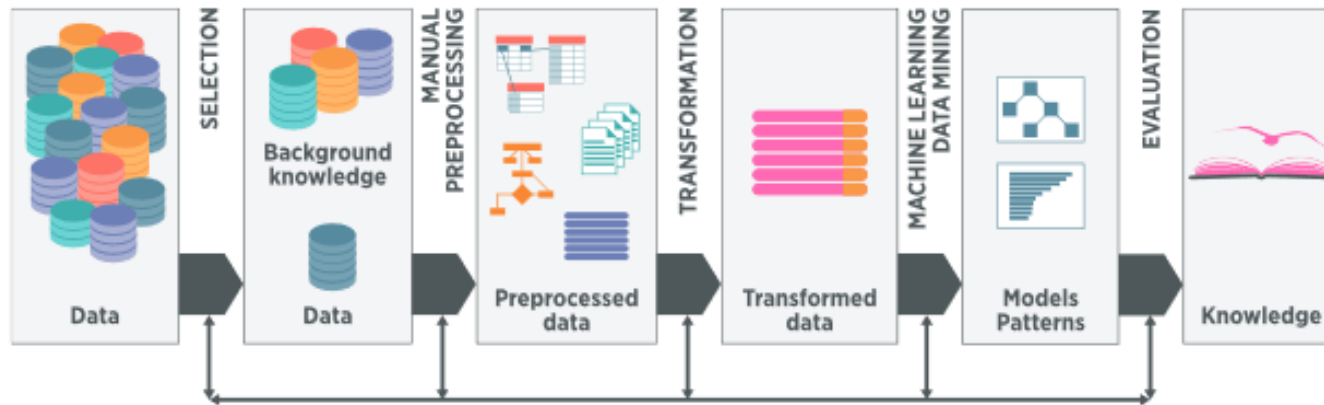 Data
SELECTION
Background
knowledge
Data
MANUAL
PREPROCESSING
Preprocessed
data
TRANSFORMATION
Transformed
data
MACHINE LEARNING
DATA MINING
Models
Patterns
EVALUATION
Knowledge